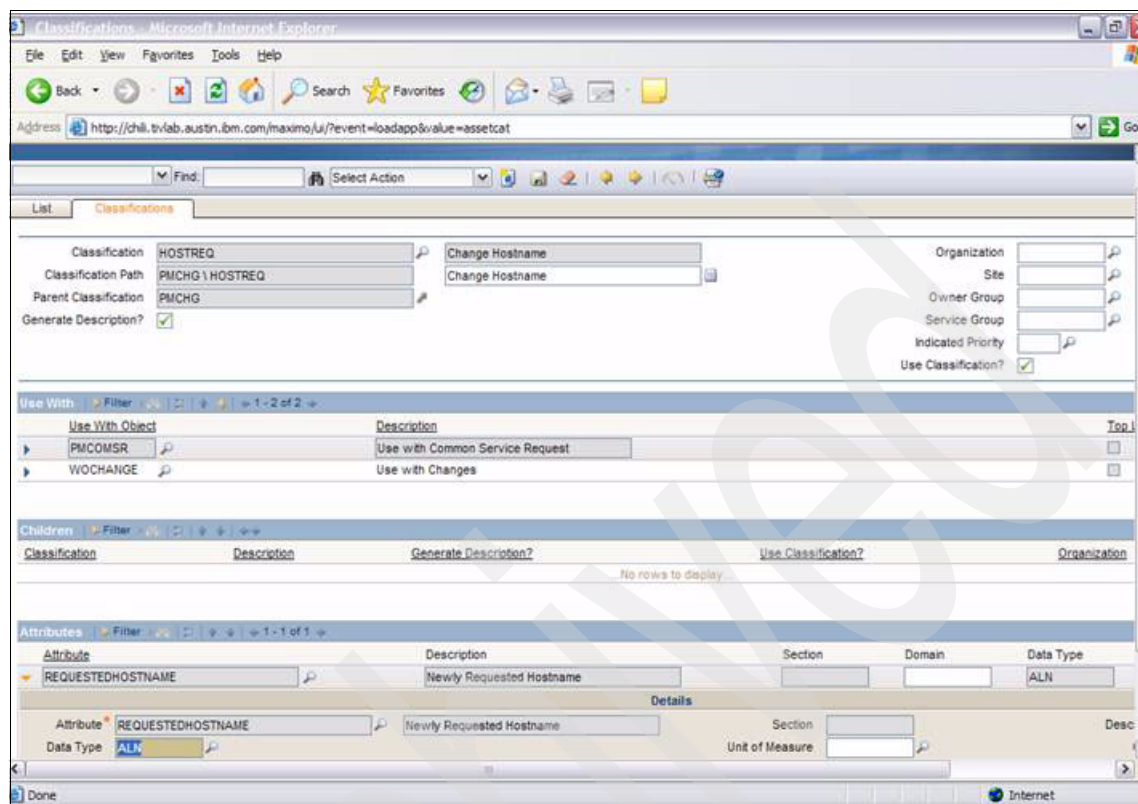 Classifications - Microsoft Internet Explorer
File Edit View Favorites Tools Help
Back Search Favorites
Address http://chili.tivlab.austin.ibm.com/maximo/ui/?event=loadapp&value=assetcat Go
Find: Select Action
List Classifications
Classification HOSTREQ Change Hostname Organization
Classification Path PMCHG \ HOSTREQ Change Hostname Site
Parent Classification PMCHG Owner Group
Generate Description? Service Group
Indicated Priority
Use Classification?
Use With Filter 1 - 2 of 2
Use With Object Description Top L
PMCOMSR Use with Common Service Request
WOCHANGE Use with Changes
Children Filter
Classification Description Generate Description? Use Classification? Organization
No rows to display
Attributes Filter 1 - 1 of 1
Attribute Description Section Domain Data Type
REQUESTEDHOSTNAME Newly Requested Hostname ALN
Details
Attribute * REQUESTEDHOSTNAME Newly Requested Hostname Section Desc
Data Type ALN Unit of Measure
Done Internet